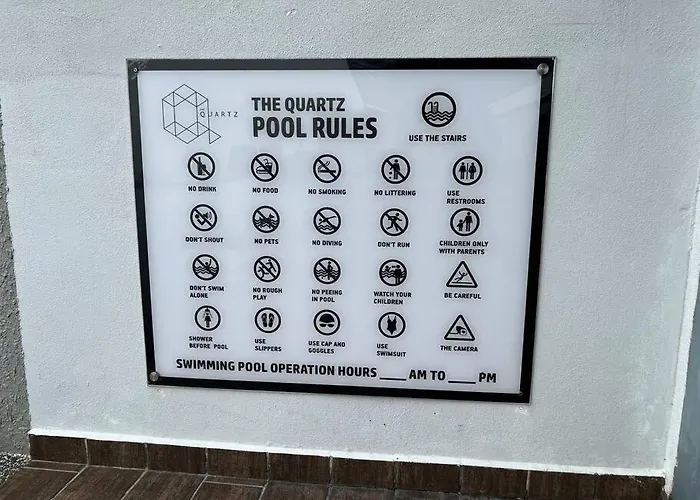 QUARTZ
THE QUARTZ
POOL RULES
USE THE STAIRS
NO DRINK
NO FOOD
NO SMOKING
NO LITTERING
USE
RESTROOMS
DON'T SHOUT
NO PETS
NO DIVING
DON'T RUN
CHILDREN ONLY
WITH PARENTS
DON'T SWIM
ALONE
NO ROUGH
PLAY
NO PEEING
IN POOL
WATCH YOUR
CHILDREN
BE CAREFUL
SHOWER
BEFORE POOL
USE
SLIPPERS
USE CAP AND
GOGGLES
USE
SWIMSUIT
THE CAMERA
SWIMMING POOL OPERATION HOURS ____ AM TO ____ PM